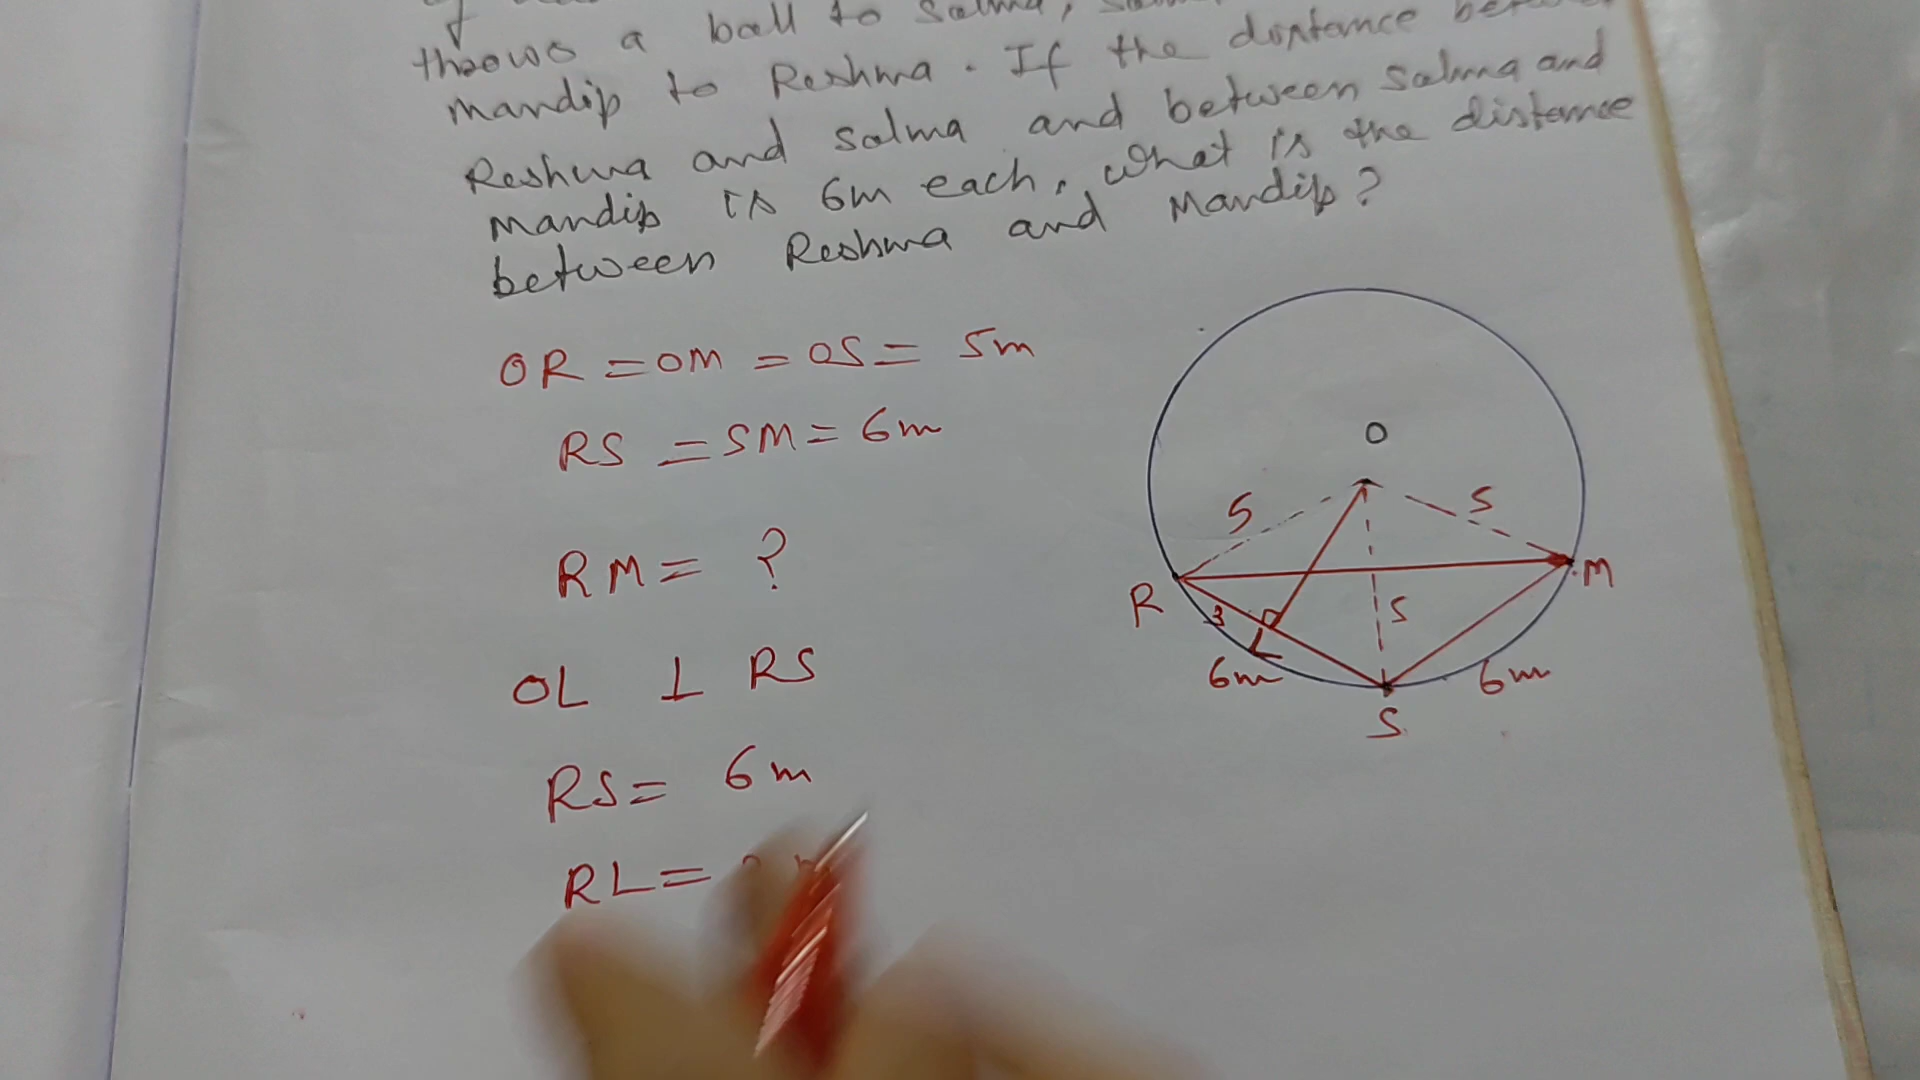 throws a ball to Salma,
Mandip to Reshma. If the distance
Reshma and Salma and between Salma and
Mandip is 6m each, what is the distance
between Reshma and Mandip?
OR = OM = OS = 5m
RS = SM = 6m
RM = ?
OL ⊥ RS
RS = 6m
RL =
O
5
5
R
M
3
5
L
6m
6m
S